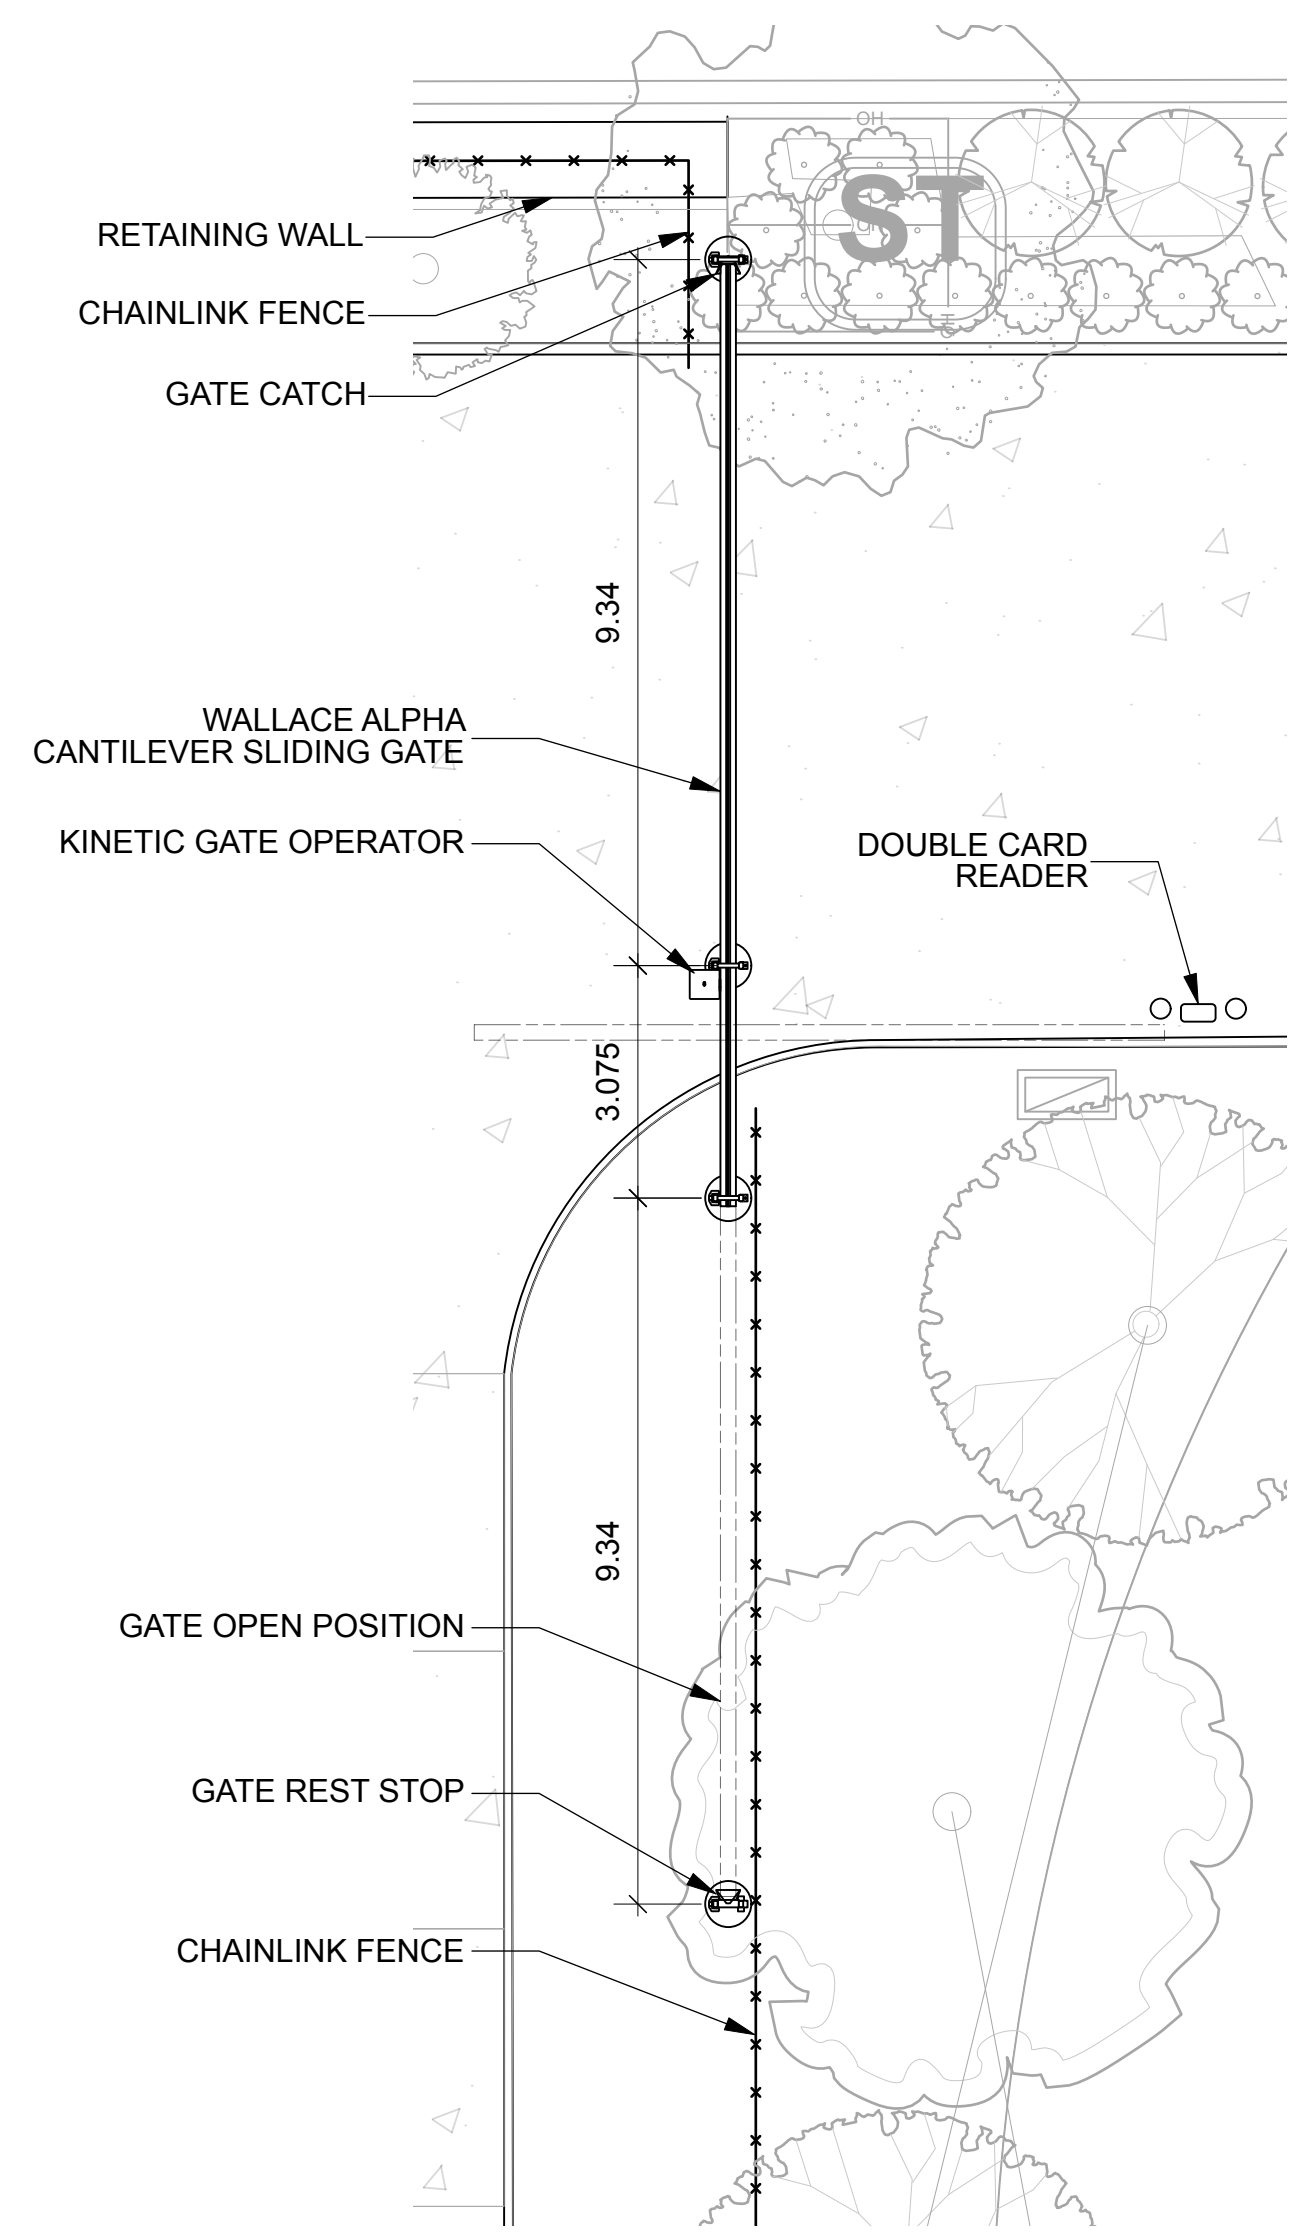 OH
ST
RETAINING WALL
CHAINLINK FENCE
GATE CATCH
9.34
WALLACE ALPHA
CANTILEVER SLIDING GATE
KINETIC GATE OPERATOR
DOUBLE CARD
READER
3.075
9.34
GATE OPEN POSITION
GATE REST STOP
CHAINLINK FENCE